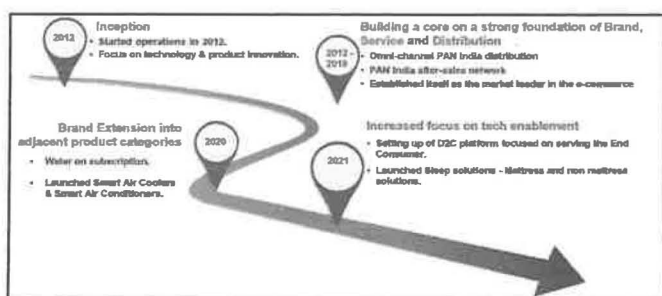 2012
Inception
• Started operations in 2012.
• Focus on technology & product innovation.
2012 -
2019
Building a core on a strong foundation of Brand,
Service and Distribution
• Omni-channel PAN India distribution
• PAN India after-sales network
• Established itself as the market leader in the e-commerce
Brand Extension into
adjacent product categories
• Water on subscription.
• Launched Smart Air Coolers
& Smart Air Conditioners.
2020
2021
Increased focus on tech enablement
• Setting up of D2C platform focused on serving the End
Consumer.
• Launched Sleep solutions - Mattress and non mattress
solutions.